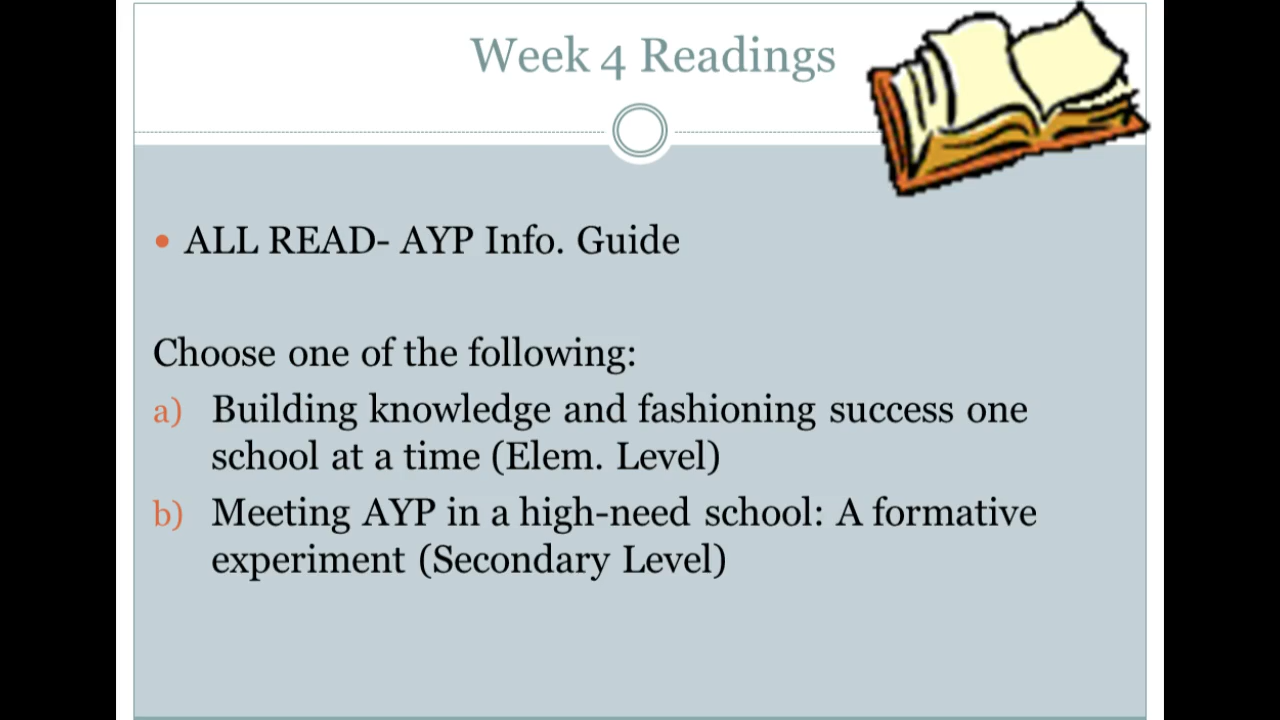 Week 4 Readings
• ALL READ- AYP Info. Guide
Choose one of the following:
a) Building knowledge and fashioning success one
school at a time (Elem. Level)
b) Meeting AYP in a high-need school: A formative
experiment (Secondary Level)